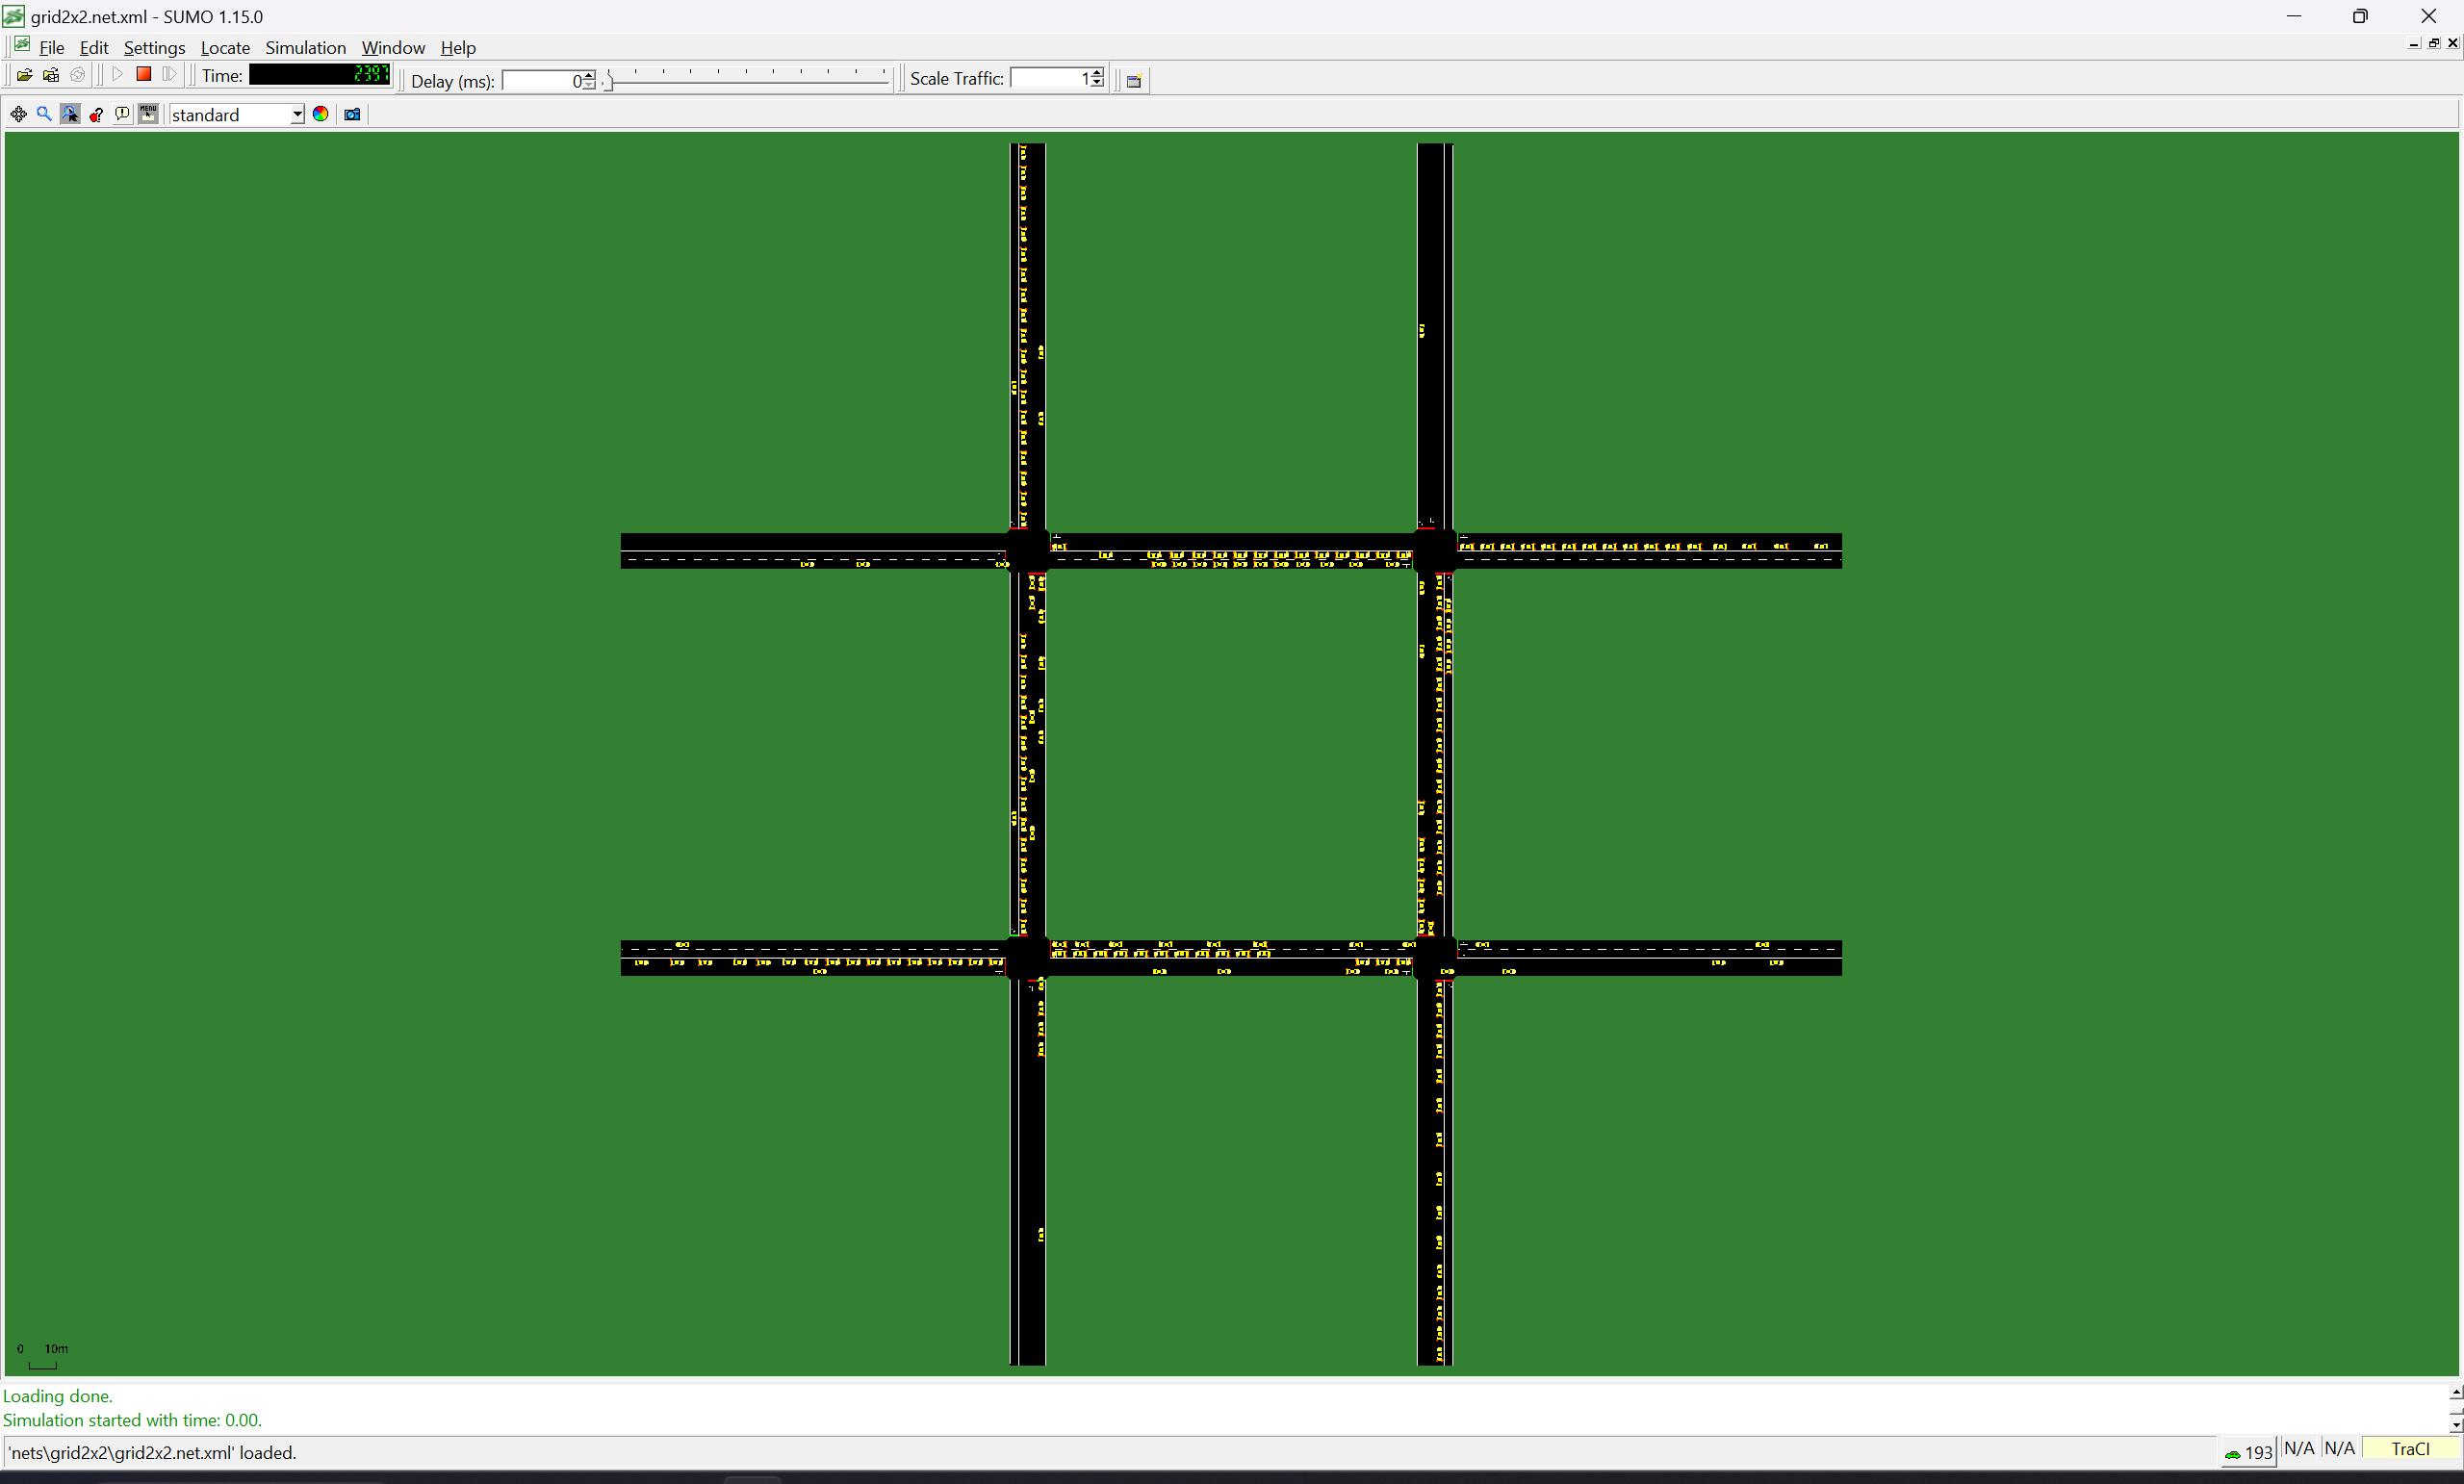 grid2x2.net.xml - SUMO 1.15.0
File Edit Settings Locate Simulation Window Help
Time: 2397 Delay (ms): 0 Scale Traffic: 1
MENU standard
0 10m
Loading done.
Simulation started with time: 0.00.
'nets\grid2x2\grid2x2.net.xml' loaded. 193 N/A N/A TraCI